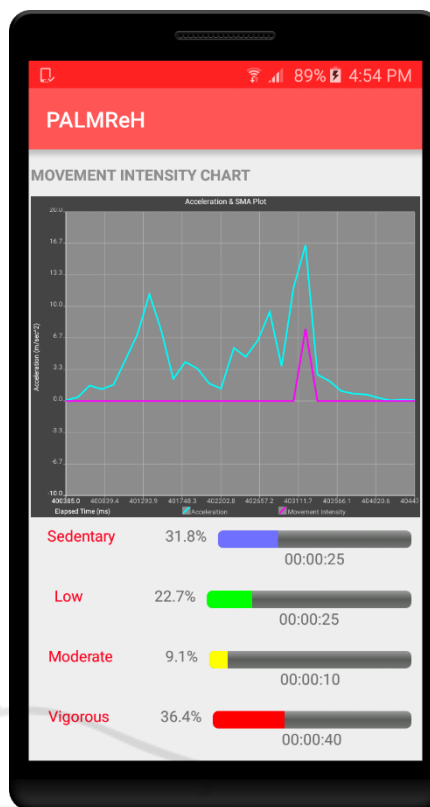 89% 4:54 PM
PALMReH
MOVEMENT INTENSITY CHART
Acceleration & SMA Plot
20.0
16.7
13.3
10.0
6.7
3.3
0.0
-3.3
-6.7
-10.0
Acceleration (m/sec^2)
400385.0 400839.4 401293.9 401748.3 402202.8 402657.2 403111.7 403566.1 404020.6 40447
Elapsed Time (ms) Acceleration Movement Intensity
Sedentary 31.8%
00:00:25
Low 22.7%
00:00:25
Moderate 9.1%
00:00:10
Vigorous 36.4%
00:00:40